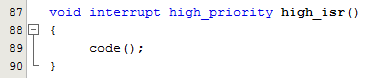 87 void interrupt high_priority high_isr()
88 {
89 code();
90 }